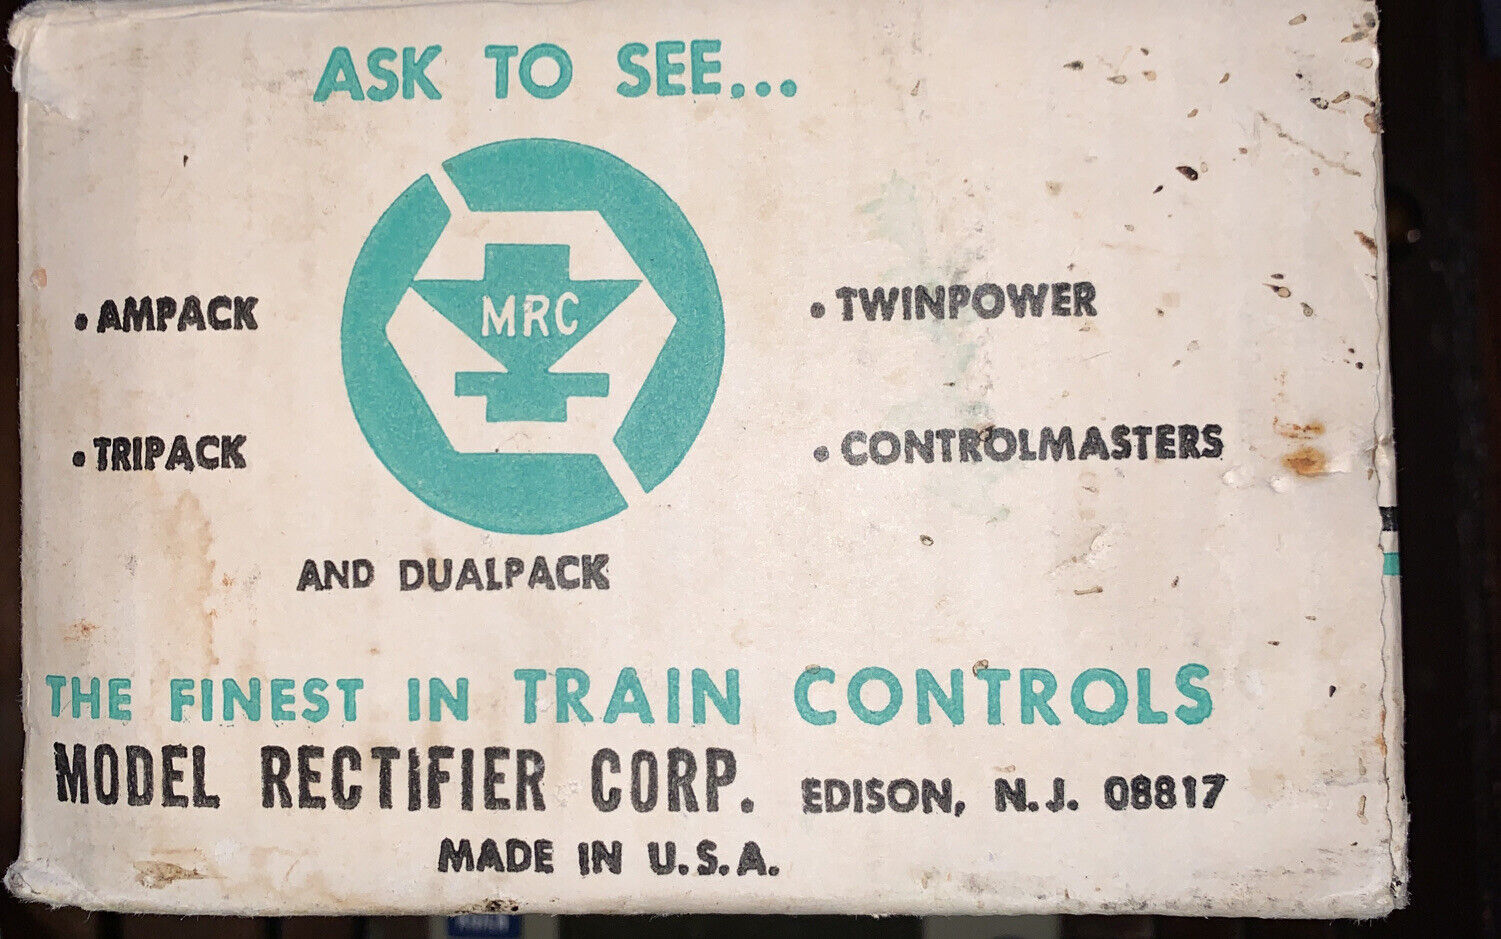 ASK TO SEE...
MRC
• AMPACK
• TWINPOWER
• TRIPACK
• CONTROLMASTERS
AND DUALPACK
THE FINEST IN TRAIN CONTROLS
MODEL RECTIFIER CORP. EDISON, N.J. 08817
MADE IN U.S.A.